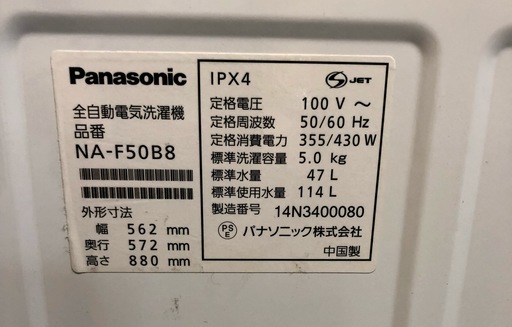 Panasonic
全自動電気洗濯機
品番
NA-F50B8
外形寸法
幅 562 mm
奥行 572 mm
高さ 880 mm
IPX4
S JET
定格電圧 100 V ～
定格周波数 50/60 Hz
定格消費電力 355/430 W
標準洗濯容量 5.0 kg
標準水量 47 L
標準使用水量 114 L
製造番号 14N3400080
PS E パナソニック株式会社
中国製